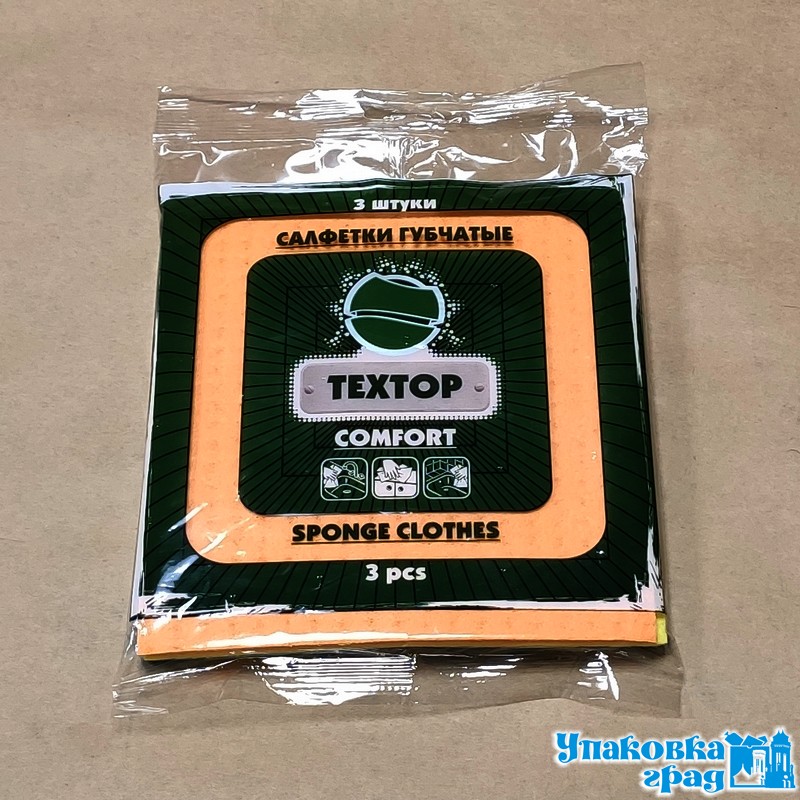 3 штуки
САЛФЕТКИ ГУБЧАТЫЕ
TEXTOP
COMFORT
SPONGE CLOTHES
3 pcs
Упаковка
град